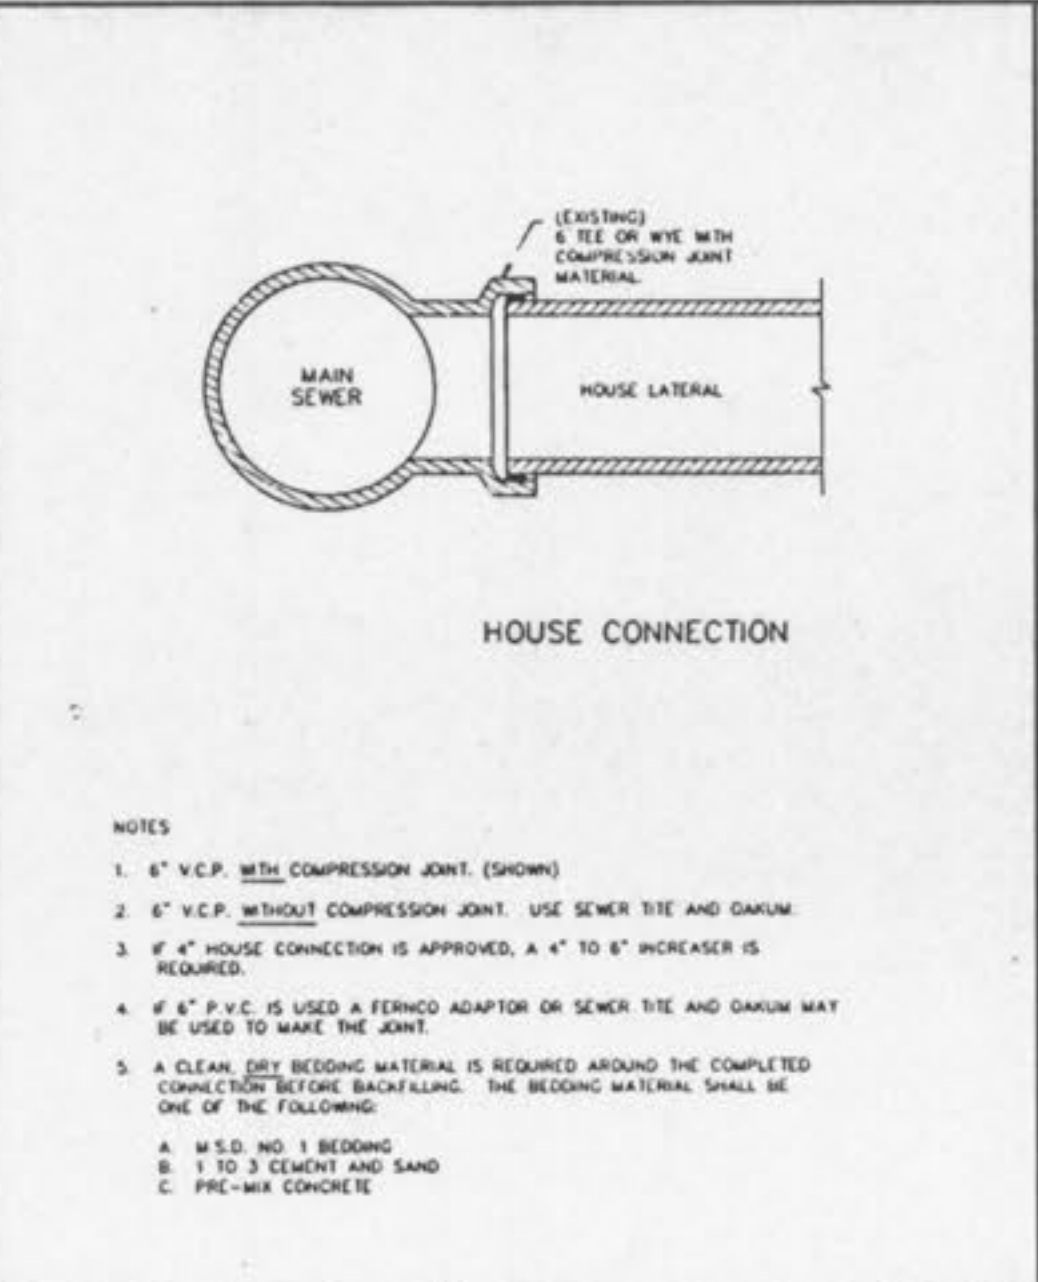 (EXISTING)
6" TEE OR WYE WITH
COMPRESSION JOINT
MATERIAL
MAIN
SEWER
HOUSE LATERAL
HOUSE CONNECTION
NOTES
1. 6" V.C.P. WITH COMPRESSION JOINT. (SHOWN)
2. 6" V.C.P. WITHOUT COMPRESSION JOINT. USE SEWER TITE AND OAKUM.
3. IF 4" HOUSE CONNECTION IS APPROVED, A 4" TO 6" INCREASER IS
REQUIRED.
4. IF 6" P.V.C. IS USED A FERNCO ADAPTOR OR SEWER TITE AND OAKUM MAY
BE USED TO MAKE THE JOINT.
5. A CLEAN, DRY BEDDING MATERIAL IS REQUIRED AROUND THE COMPLETED
CONNECTION BEFORE BACKFILLING. THE BEDDING MATERIAL SHALL BE
ONE OF THE FOLLOWING:
A. M.S.D. NO. 1 BEDDING
B. 1 TO 3 CEMENT AND SAND
C. PRE-MIX CONCRETE